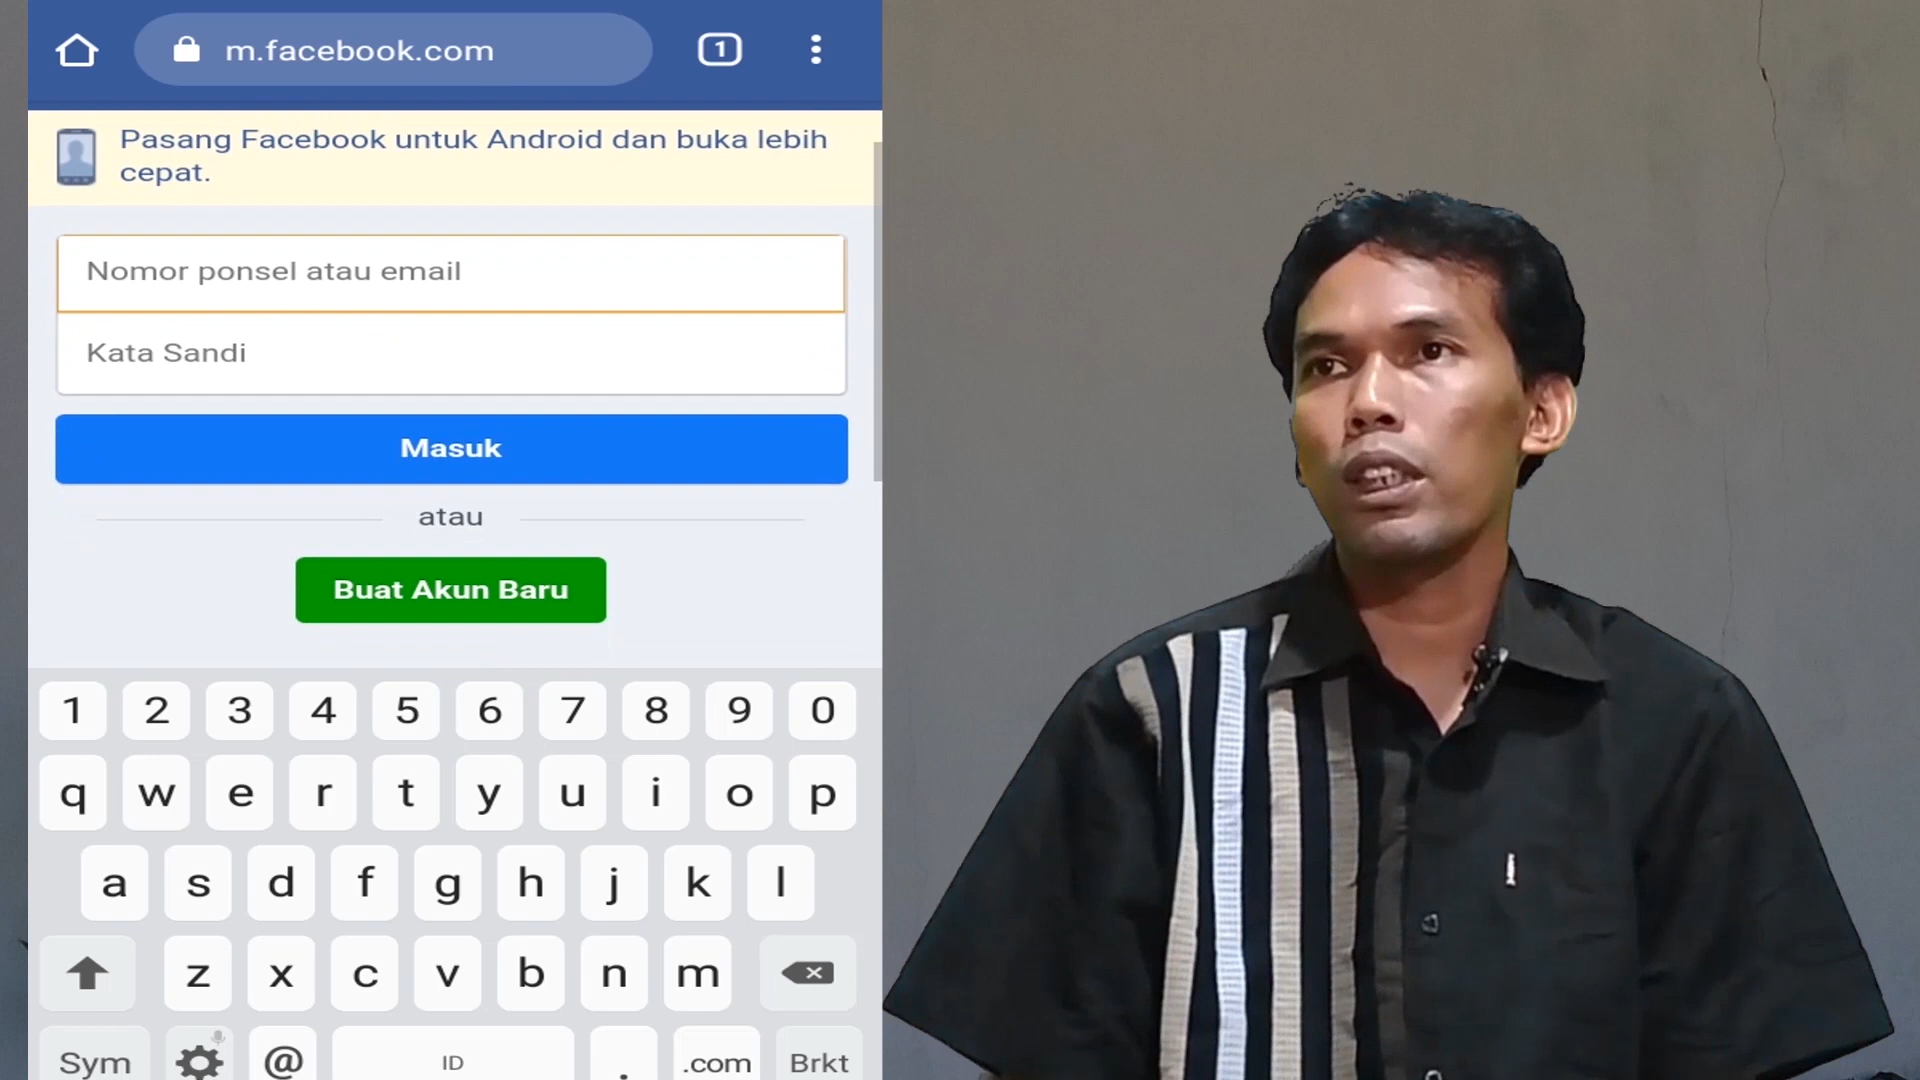 m.facebook.com
1
Pasang Facebook untuk Android dan buka lebih
cepat.
Nomor ponsel atau email
Kata Sandi
Masuk
atau
Buat Akun Baru
1 2 3 4 5 6 7 8 9 0
q w e r t y u i o p
a s d f g h j k l
z x c v b n m
Sym @ ID . .com Brkt